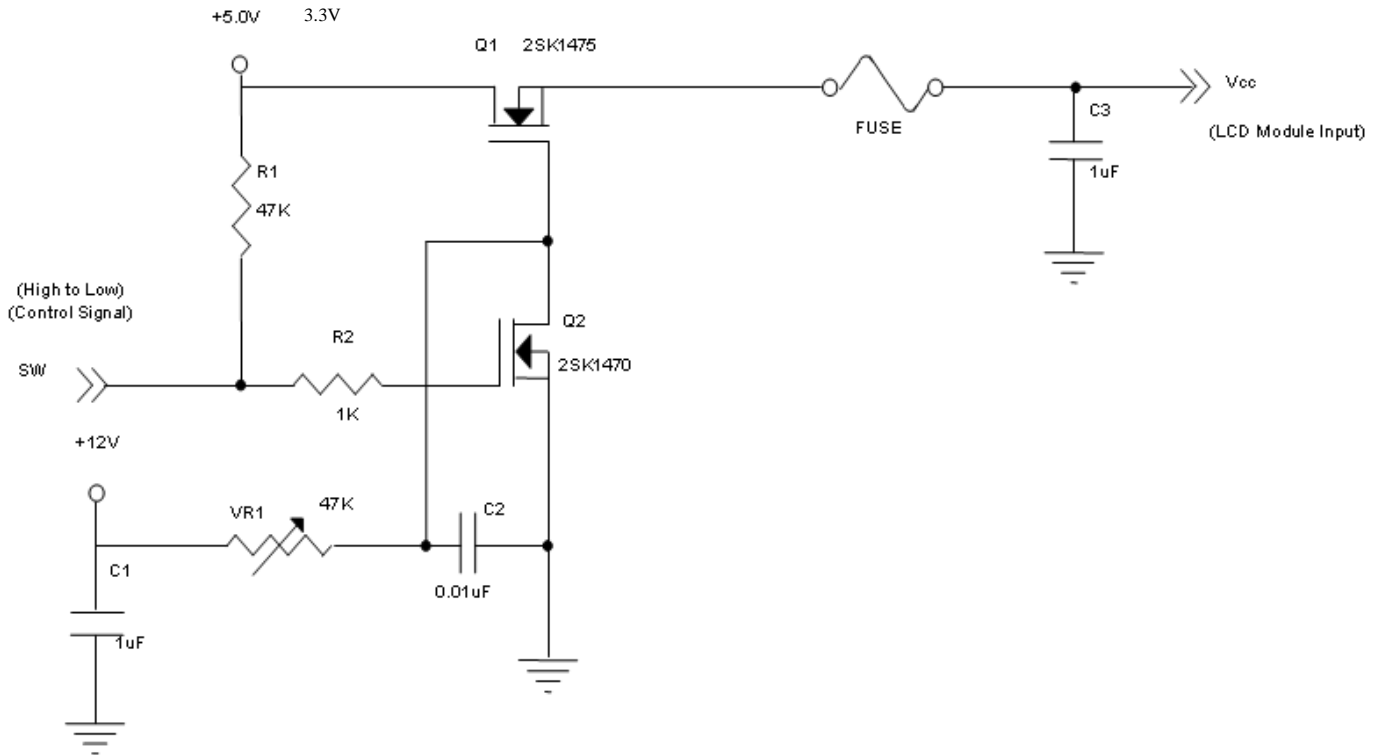 +5.0V 3.3V
Q1 2SK1475
FUSE
C3
Vcc
(LCD Module Input)
1uF
R1
47K
(High to Low)
(Control Signal)
SW
R2
1K
Q2
2SK1470
+12V
VR1
47K
C2
0.01uF
C1
1uF